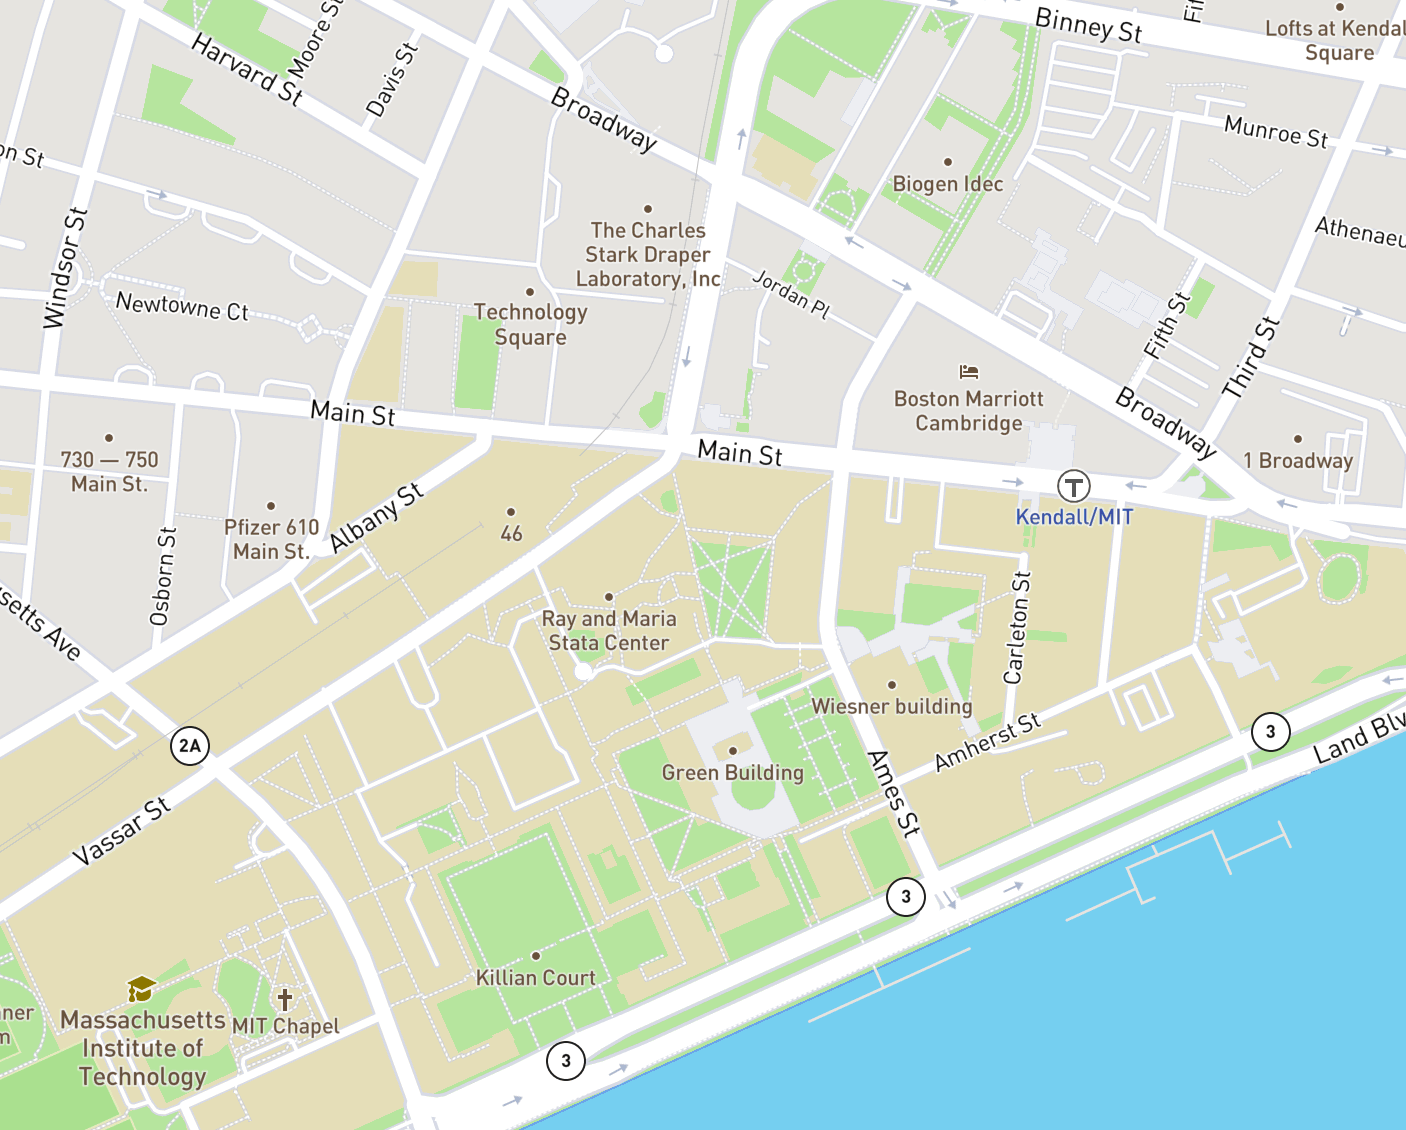 Binney St
Lofts at Kendal
Square
Moore St
Harvard St
Davis St
Broadway
Munroe St
on St
Biogen Idec
Windsor St
The Charles
Stark Draper
Laboratory, Inc
Athenaeu
Newtowne Ct
Technology
Square
Jordan Pl
Fifth St
Third St
Boston Marriott
Cambridge
Main St
Main St
Broadway
730 — 750
Main St.
1 Broadway
T
Kendall/MIT
Pfizer 610
Main St.
Albany St
46
Osborn St
usetts Ave
Ray and Maria
Stata Center
Carleton St
Wiesner building
2A
Green Building
Amherst St
3
Land Blv
Ames St
Vassar St
3
Killian Court
Massachusetts
Institute of
Technology
MIT Chapel
3